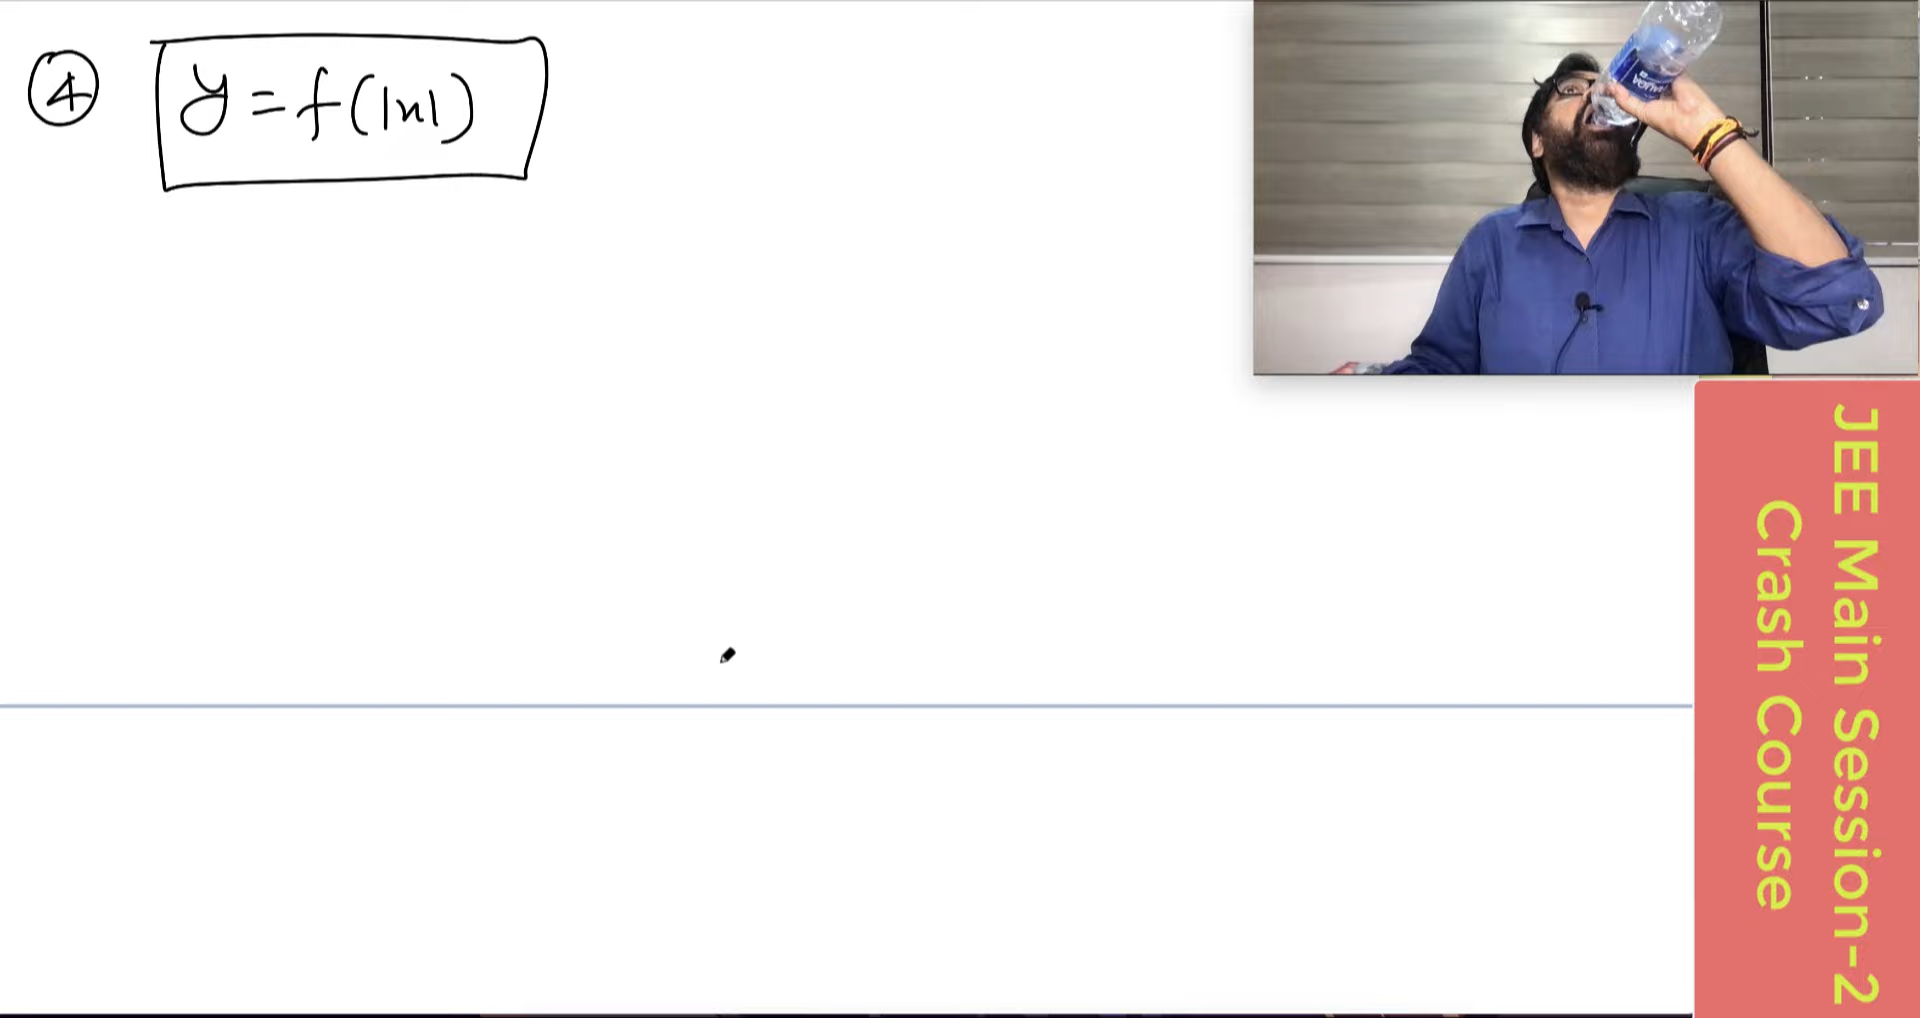 ④ y = f(|x|)
JEE Main Session-2
Crash Course